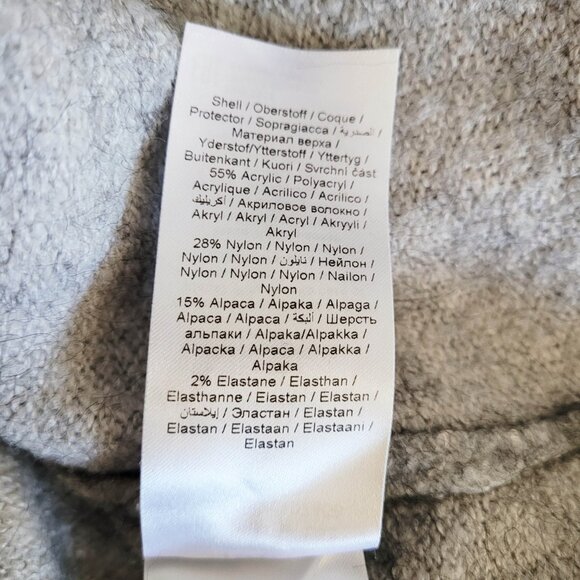 Shell / Oberstoff / Coque /
Protector / Sopragiacca / الصدرية /
Материал верха /
Yderstof/Ytterstoff / Yttertyg /
Buitenkant / Kuori / Svrchní část
55% Acrylic / Polyacryl /
Acrylique / Acrilico / Acrílico /
أكريليك / Акриловое волокно /
Akryl / Akryl / Acryl / Akryyli /
Akryl
28% Nylon / Nylon / Nylon /
Nylon / Nylon / نايلون / Нейлон /
Nylon / Nylon / Nylon / Nailon /
Nylon
15% Alpaca / Alpaka / Alpaga /
Alpaca / Alpaca / ألبكة / Шерсть
альпаки / Alpaka/Alpakka /
Alpacka / Alpaca / Alpakka /
Alpaka
2% Elastane / Elasthan /
Elasthanne / Elastan / Elastan /
إيلاستان / Эластан / Elastan /
Elastan / Elastaan / Elastaani /
Elastan